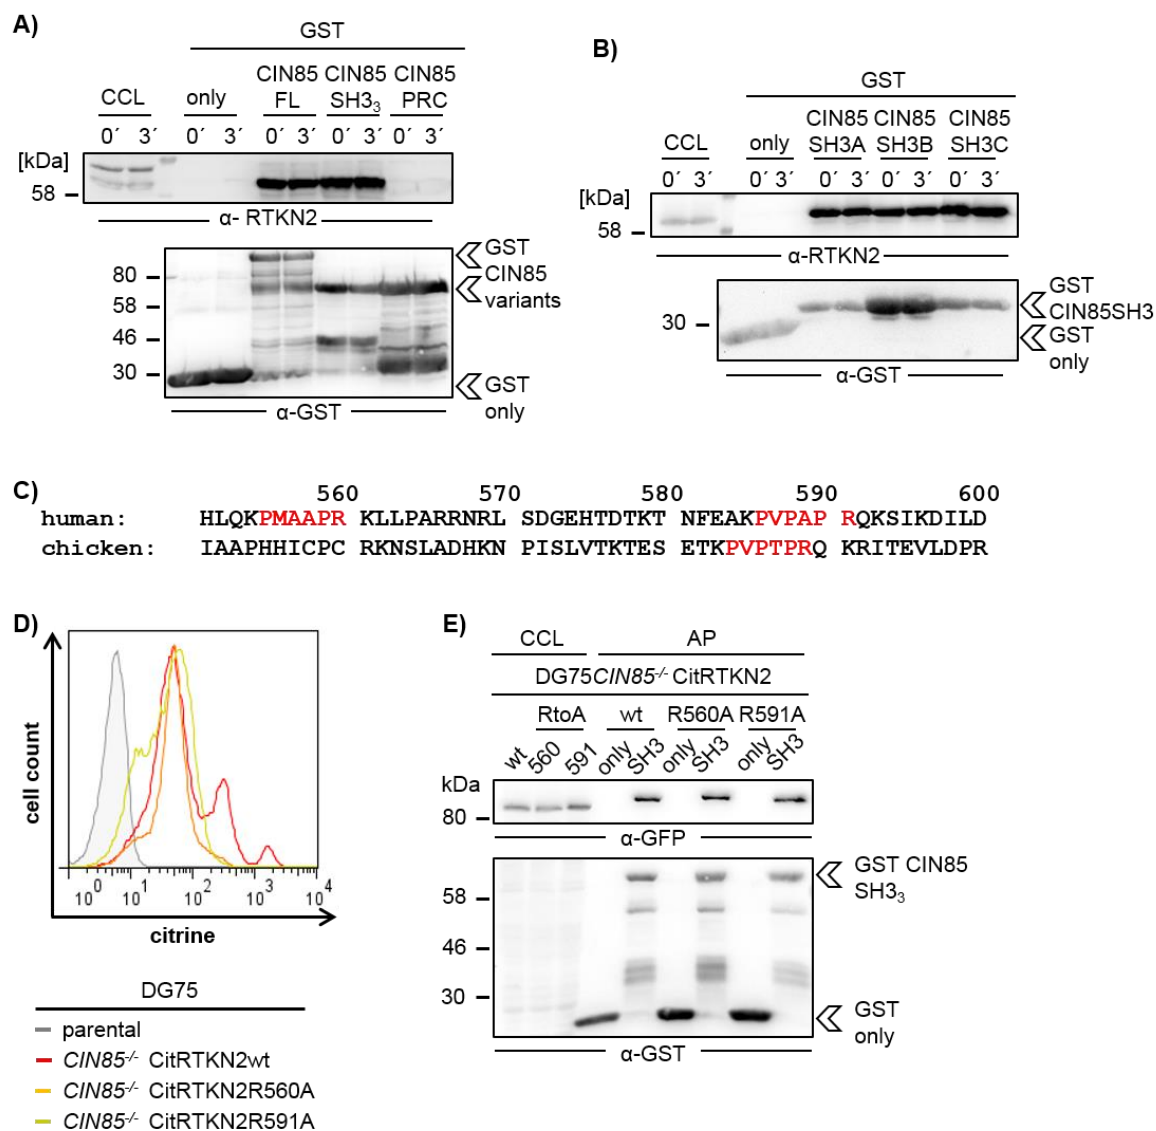 A)
GST
CCL
only
CIN85
FL
CIN85
SH3₃
CIN85
PRC
0´ 3´ 0´ 3´ 0´ 3´ 0´ 3´ 0´ 3´
[kDa]
58
α- RTKN2
80
58
46
30
GST
CIN85
variants
GST
only
α-GST
B)
GST
CCL
only
CIN85
SH3A
CIN85
SH3B
CIN85
SH3C
0´ 3´ 0´ 3´ 0´ 3´ 0´ 3´ 0´ 3´
[kDa]
58
α-RTKN2
30
GST
CIN85SH3
GST
only
α-GST
C)
560 570 580 590 600
human: HLQKPMAAPR KLLPARRNRL SDGEHTDTKT NFEAKPVPAP RQKSIKDILD
chicken: IAAPHHICPC RKNSLADHKN PISLVTKTES ETKPVPTPRQ KRITEVLDPR
D)
cell count
10⁰ 10¹ 10² 10³ 10⁴
citrine
DG75
parental
CIN85-/- CitRTKN2wt
CIN85-/- CitRTKN2R560A
CIN85-/- CitRTKN2R591A
E)
CCL AP
DG75CIN85-/- CitRTKN2
RtoA wt R560A R591A
wt 560 591 only SH3 only SH3 only SH3
kDa
80
α-GFP
58
46
30
GST CIN85
SH3₃
GST
only
α-GST